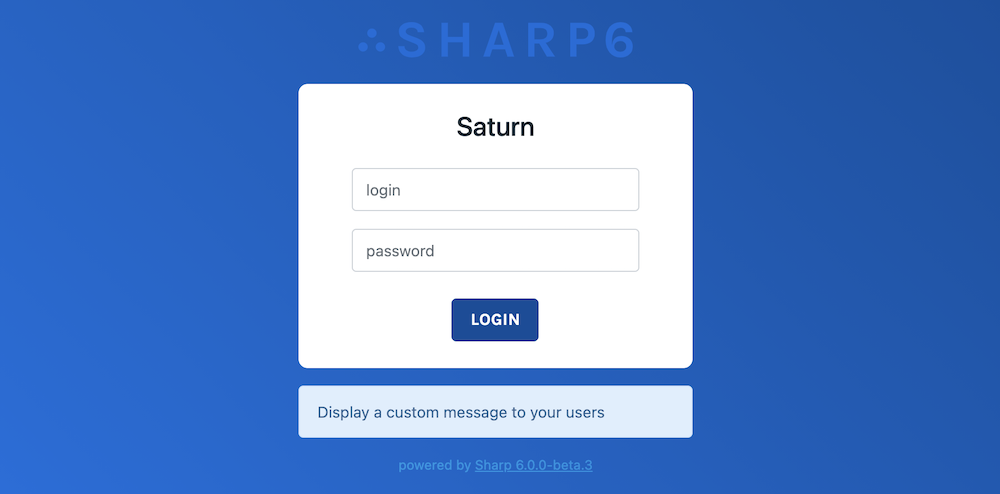 SHARP6
Saturn
login
password
LOGIN
Display a custom message to your users
powered by Sharp 6.0.0-beta.3